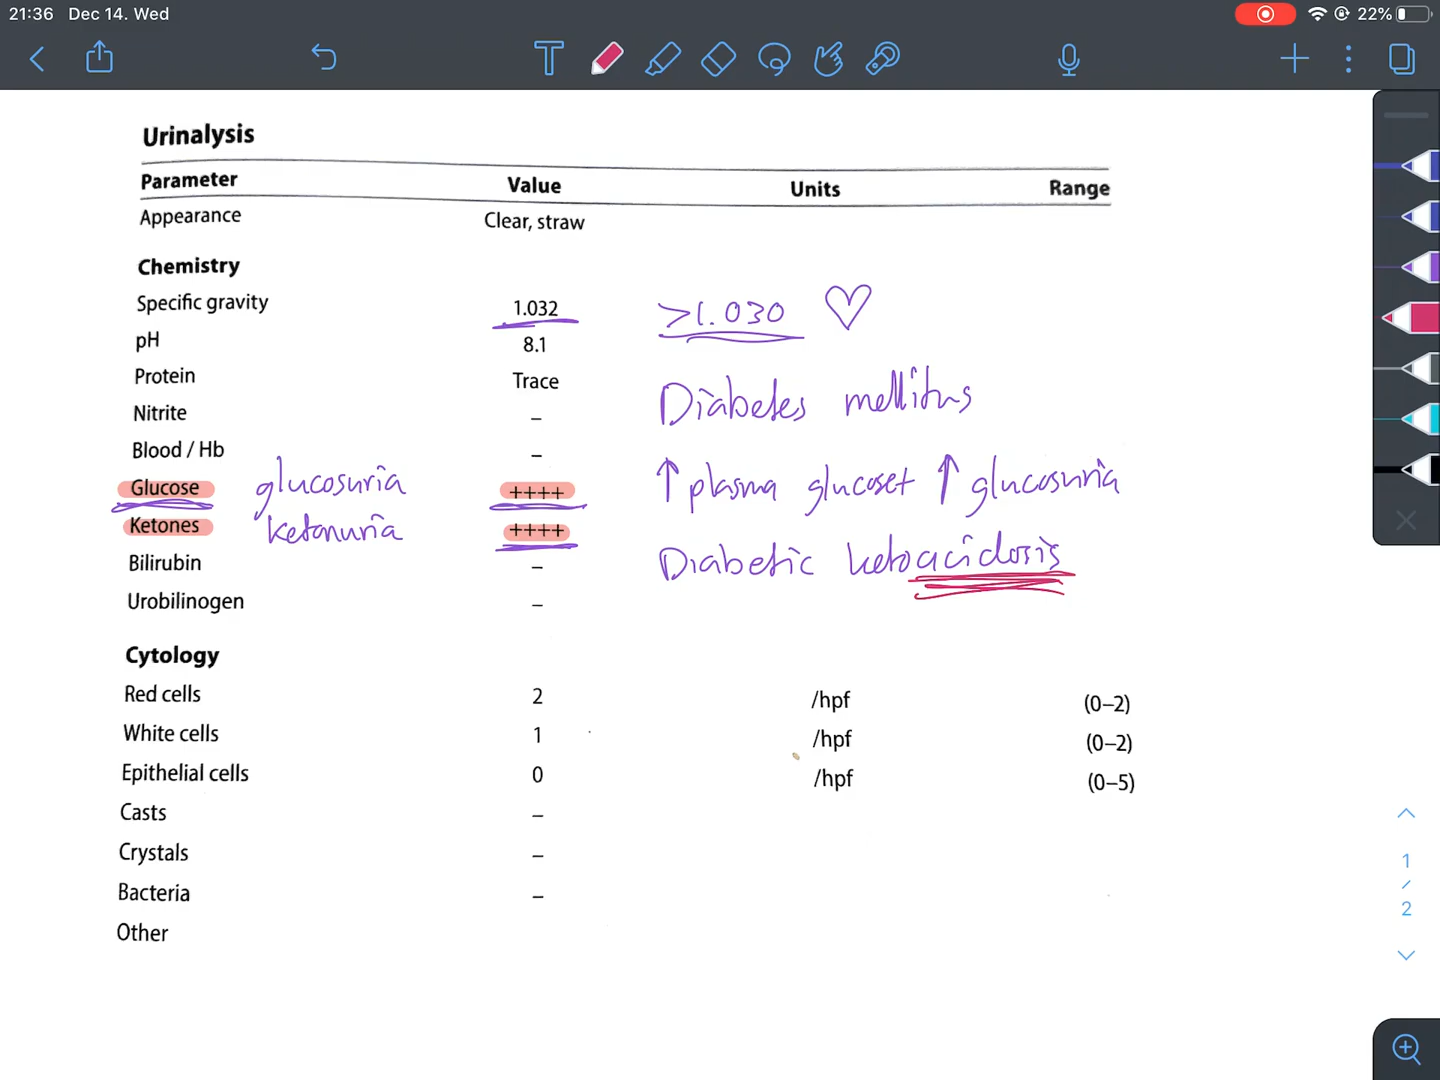 21:36 Dec 14. Wed 22%
Urinalysis
Parameter Value Units Range
Appearance Clear, straw
Chemistry
Specific gravity 1.032 >1.030 ♡
pH 8.1
Protein Trace Diabetes mellitus
Nitrite –
Blood / Hb –
Glucose glucosuria ++++ ↑ plasma glucose+ ↑ glucosuria
Ketones ketonuria ++++
Bilirubin – Diabetic ketoacidosis
Urobilinogen –
Cytology
Red cells 2 /hpf (0–2)
White cells 1 /hpf (0–2)
Epithelial cells 0 /hpf (0–5)
Casts –
Crystals –
Bacteria –
Other
1
/
2